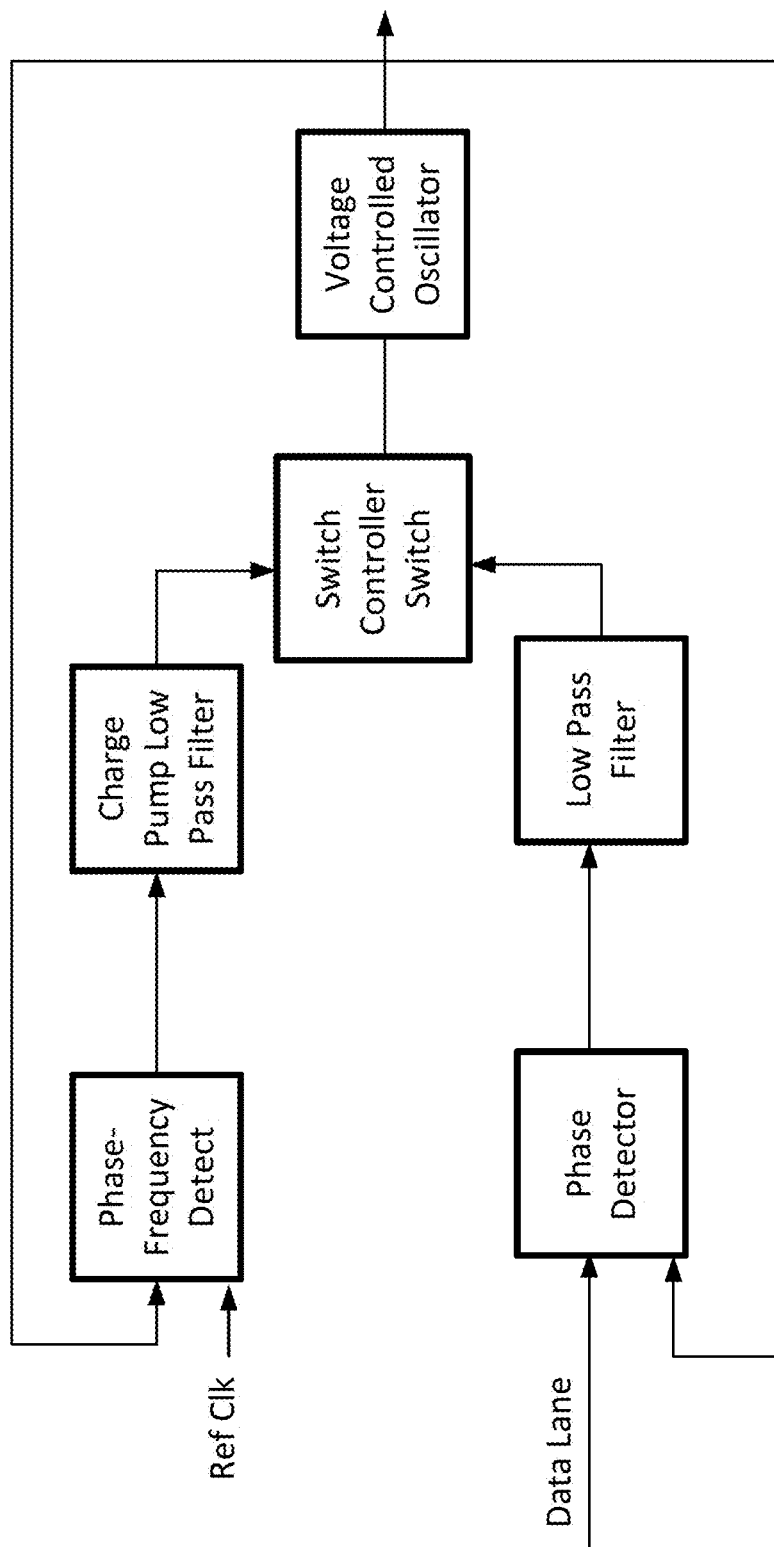 Phase-
Frequency
Detect
Charge
Pump Low
Pass Filter
Ref Clk
Switch
Controller
Switch
Voltage
Controlled
Oscillator
Data Lane
Phase
Detector
Low Pass
Filter